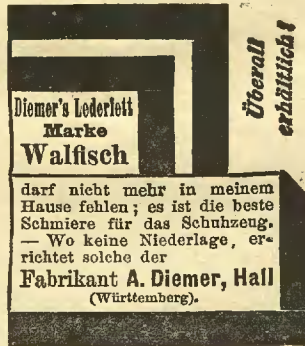 Überall
erhältlich!
Diemer's Lederfett
Marke
Walfisch
darf nicht mehr in meinem
Hause fehlen; es ist die beste
Schmiere für das Schuhzeug.
— Wo keine Niederlage, er-
richtet solche der
Fabrikant A. Diemer, Hall
(Württemberg).